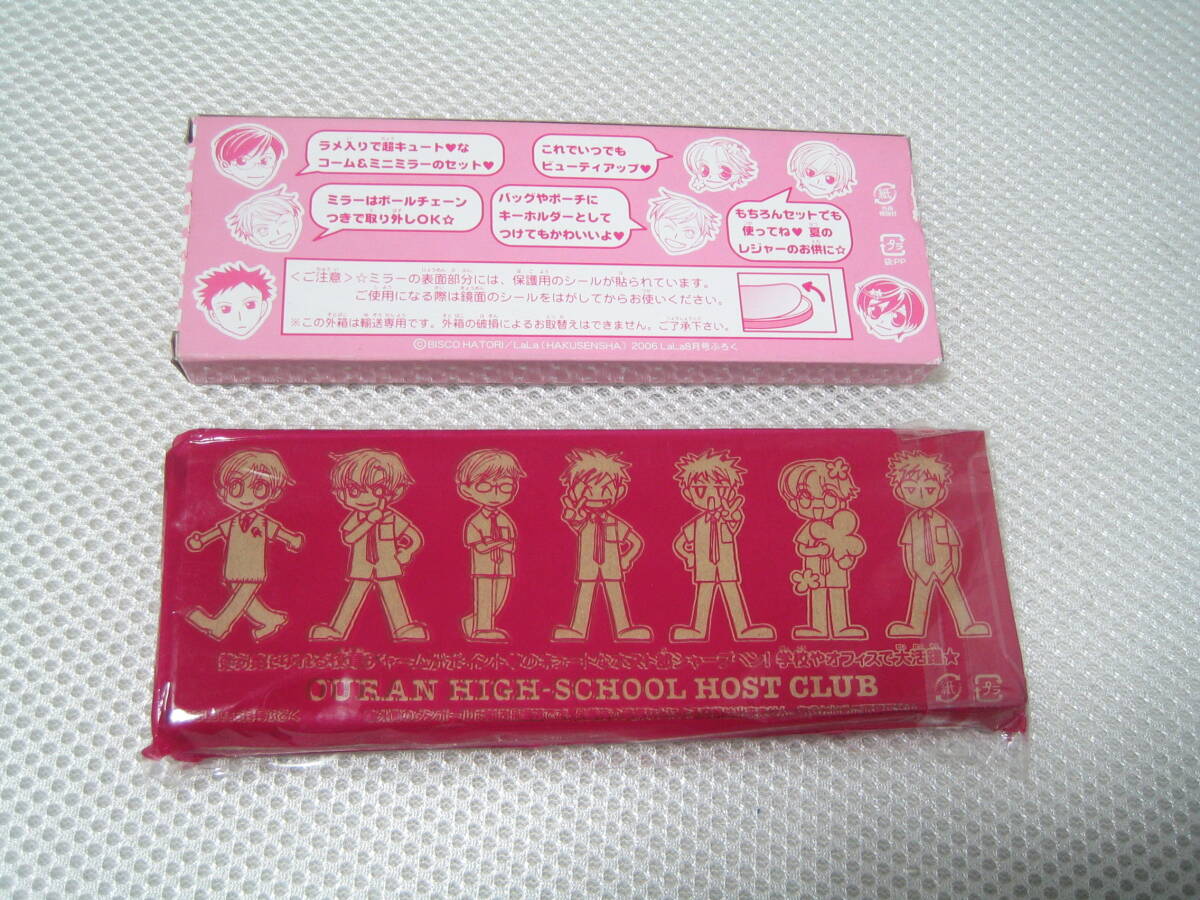 ラメ入りで超キュート♥な
コーム&ミニミラーのセット♥
これでいつでも
ビューティアップ♥
ミラーはボールチェーン
つきで取り外しOK☆
バッグやポーチに
キーホルダーとして
つけてもかわいいよ♥
もちろんセットでも
使ってね♥ 夏の
レジャーのお供に☆
紙
プラ
袋:PP
<ご注意>☆ミラーの表面部分には、保護用のシールが貼られています。
ご使用になる際は鏡面のシールをはがしてからお使いください。
※この外箱は輸送専用です。外箱の破損によるお取替えはできません。ご了承下さい。
©BISCO HATORI/LaLa(HAKUSENSHA) 2006 LaLa8月号ふろく
学校やオフィスで大活躍☆
OURAN HIGH-SCHOOL HOST CLUB
紙
プラ